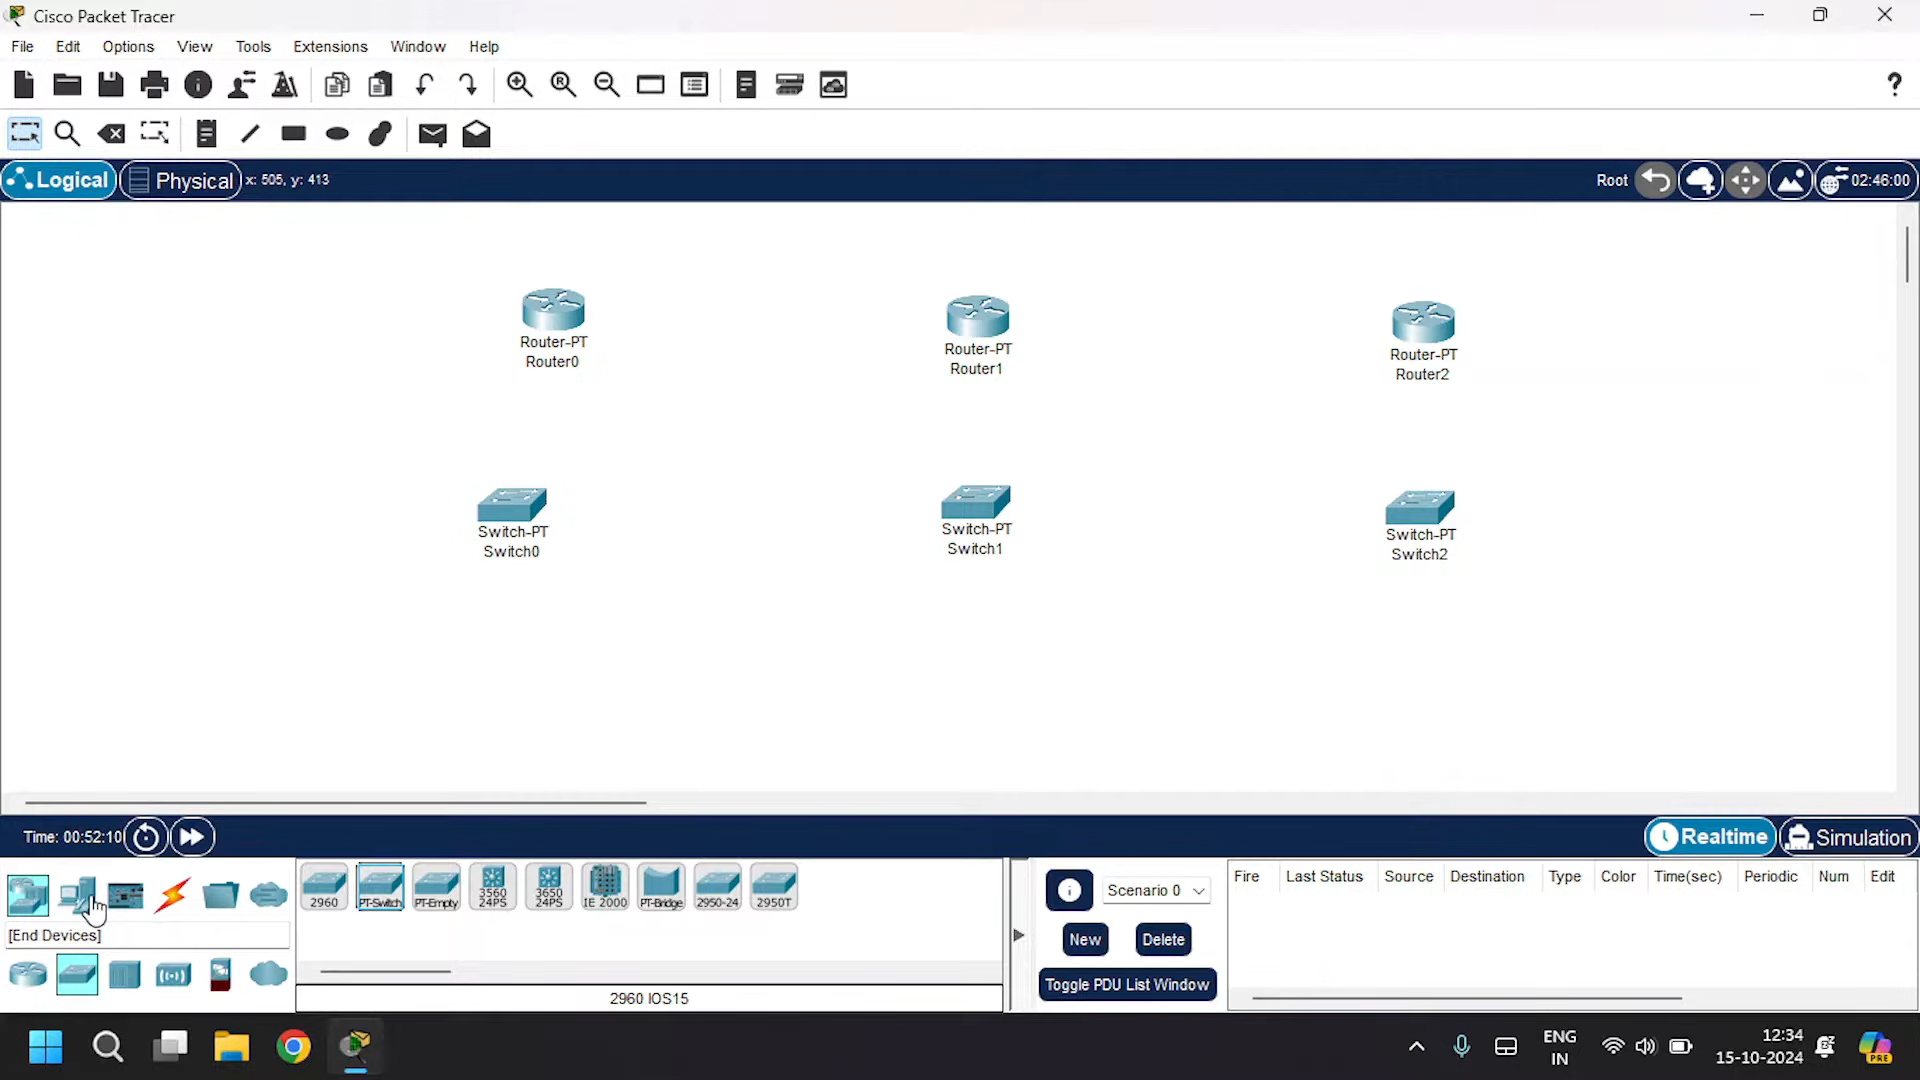 Cisco Packet Tracer
File Edit Options View Tools Extensions Window Help
Logical Physical x: 505, y: 413 Root 02:46:00
Router-PT
Router0
Router-PT
Router1
Router-PT
Router2
Switch-PT
Switch0
Switch-PT
Switch1
Switch-PT
Switch2
Time: 00:52:10 Realtime Simulation
2960 PT-Switch PT-Empty 3560 24PS 3650 24PS IE 2000 PT-Bridge 2950-24 2950T
[End Devices]
2960 IOS15
Scenario 0
New Delete
Toggle PDU List Window
Fire Last Status Source Destination Type Color Time(sec) Periodic Num Edit
ENG
IN
12:34
15-10-2024
PRE